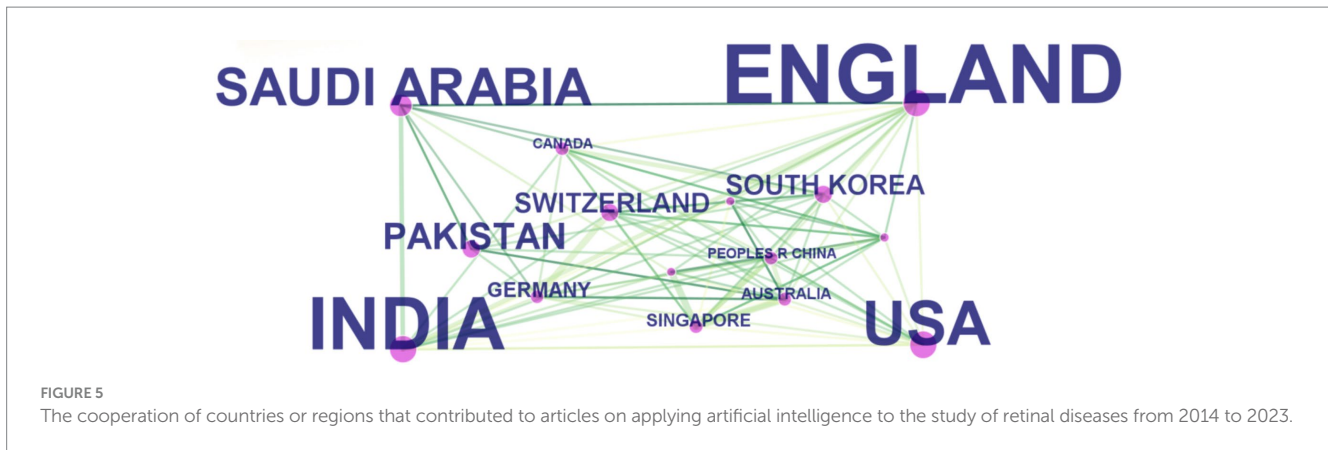 ENGLAND
SAUDI ARABIA
CANADA
SOUTH KOREA
SWITZERLAND
PAKISTAN
PEOPLES R CHINA
GERMANY
AUSTRALIA
INDIA
SINGAPORE
USA
FIGURE 5
The cooperation of countries or regions that contributed to articles on applying artificial intelligence to the study of retinal diseases from 2014 to 2023.